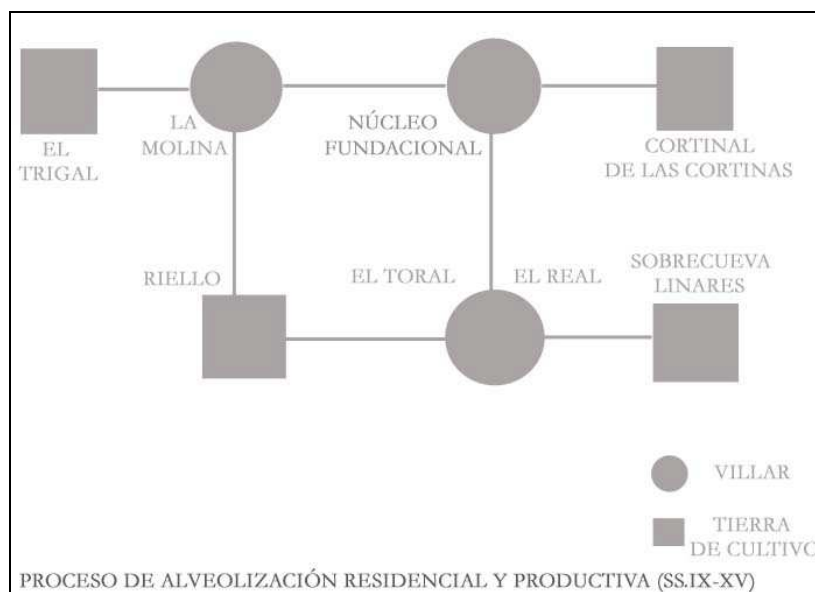 EL
TRIGAL
LA
MOLINA
NÚCLEO
FUNDACIONAL
CORTINAL
DE LAS CORTINAS
RIELLO
EL TORAL
EL REAL
SOBRECUEVA
LINARES
VILLAR
TIERRA
DE CULTIVO
PROCESO DE ALVEOLIZACIÓN RESIDENCIAL Y PRODUCTIVA (SS.IX-XV)